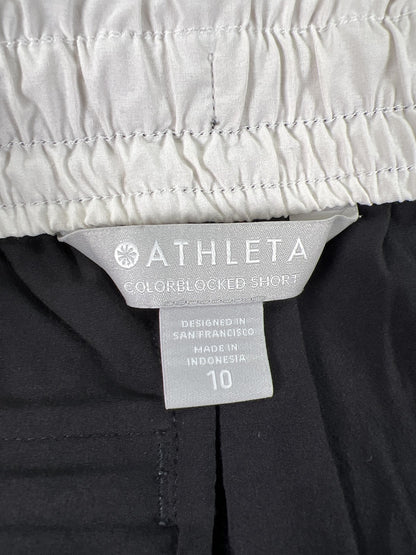 ATHLETA
COLORBLOCKED SHORT
DESIGNED IN
SAN FRANCISCO
MADE IN
INDONESIA
10